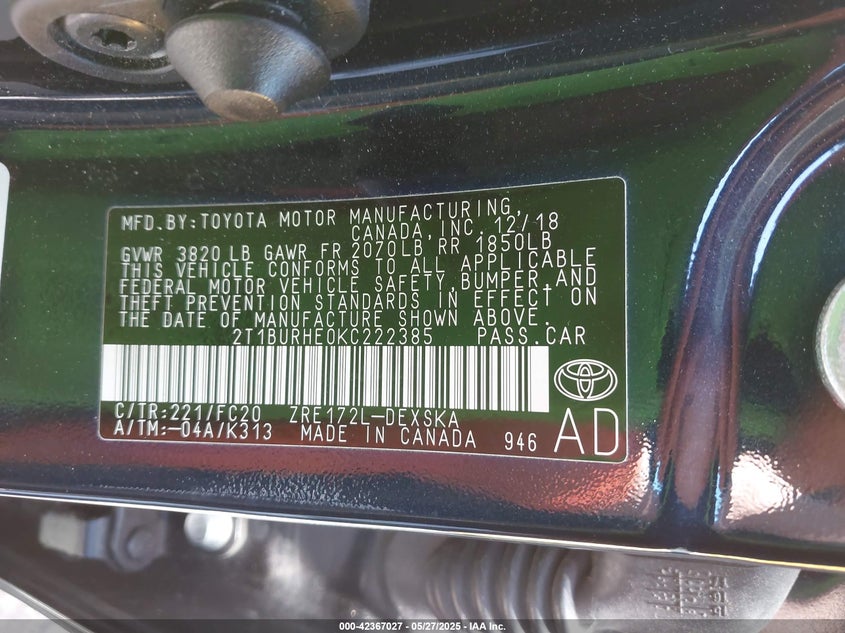 MFD.BY:TOYOTA MOTOR MANUFACTURING,
CANADA, INC. 12/18
GVWR 3820 LB GAWR FR 2020LB, RR 1850LB
THIS VEHICLE CONFORMS TO ALL APPLICABLE
FEDERAL MOTOR VEHICLE SAFETY,BUMPER,AND
THEFT PREVENTION STANDARDS IN EFFECT ON
THE DATE OF MANUFACTURE SHOWN ABOVE.
2T1BURHE0KC222385 PASS.CAR
C/TR:221/FC20 ZRE172L-DEXSKA
A/TM:-04A/K313 MADE IN CANADA 946 AD
000-42367027 - 05/27/2025 - IAA Inc.